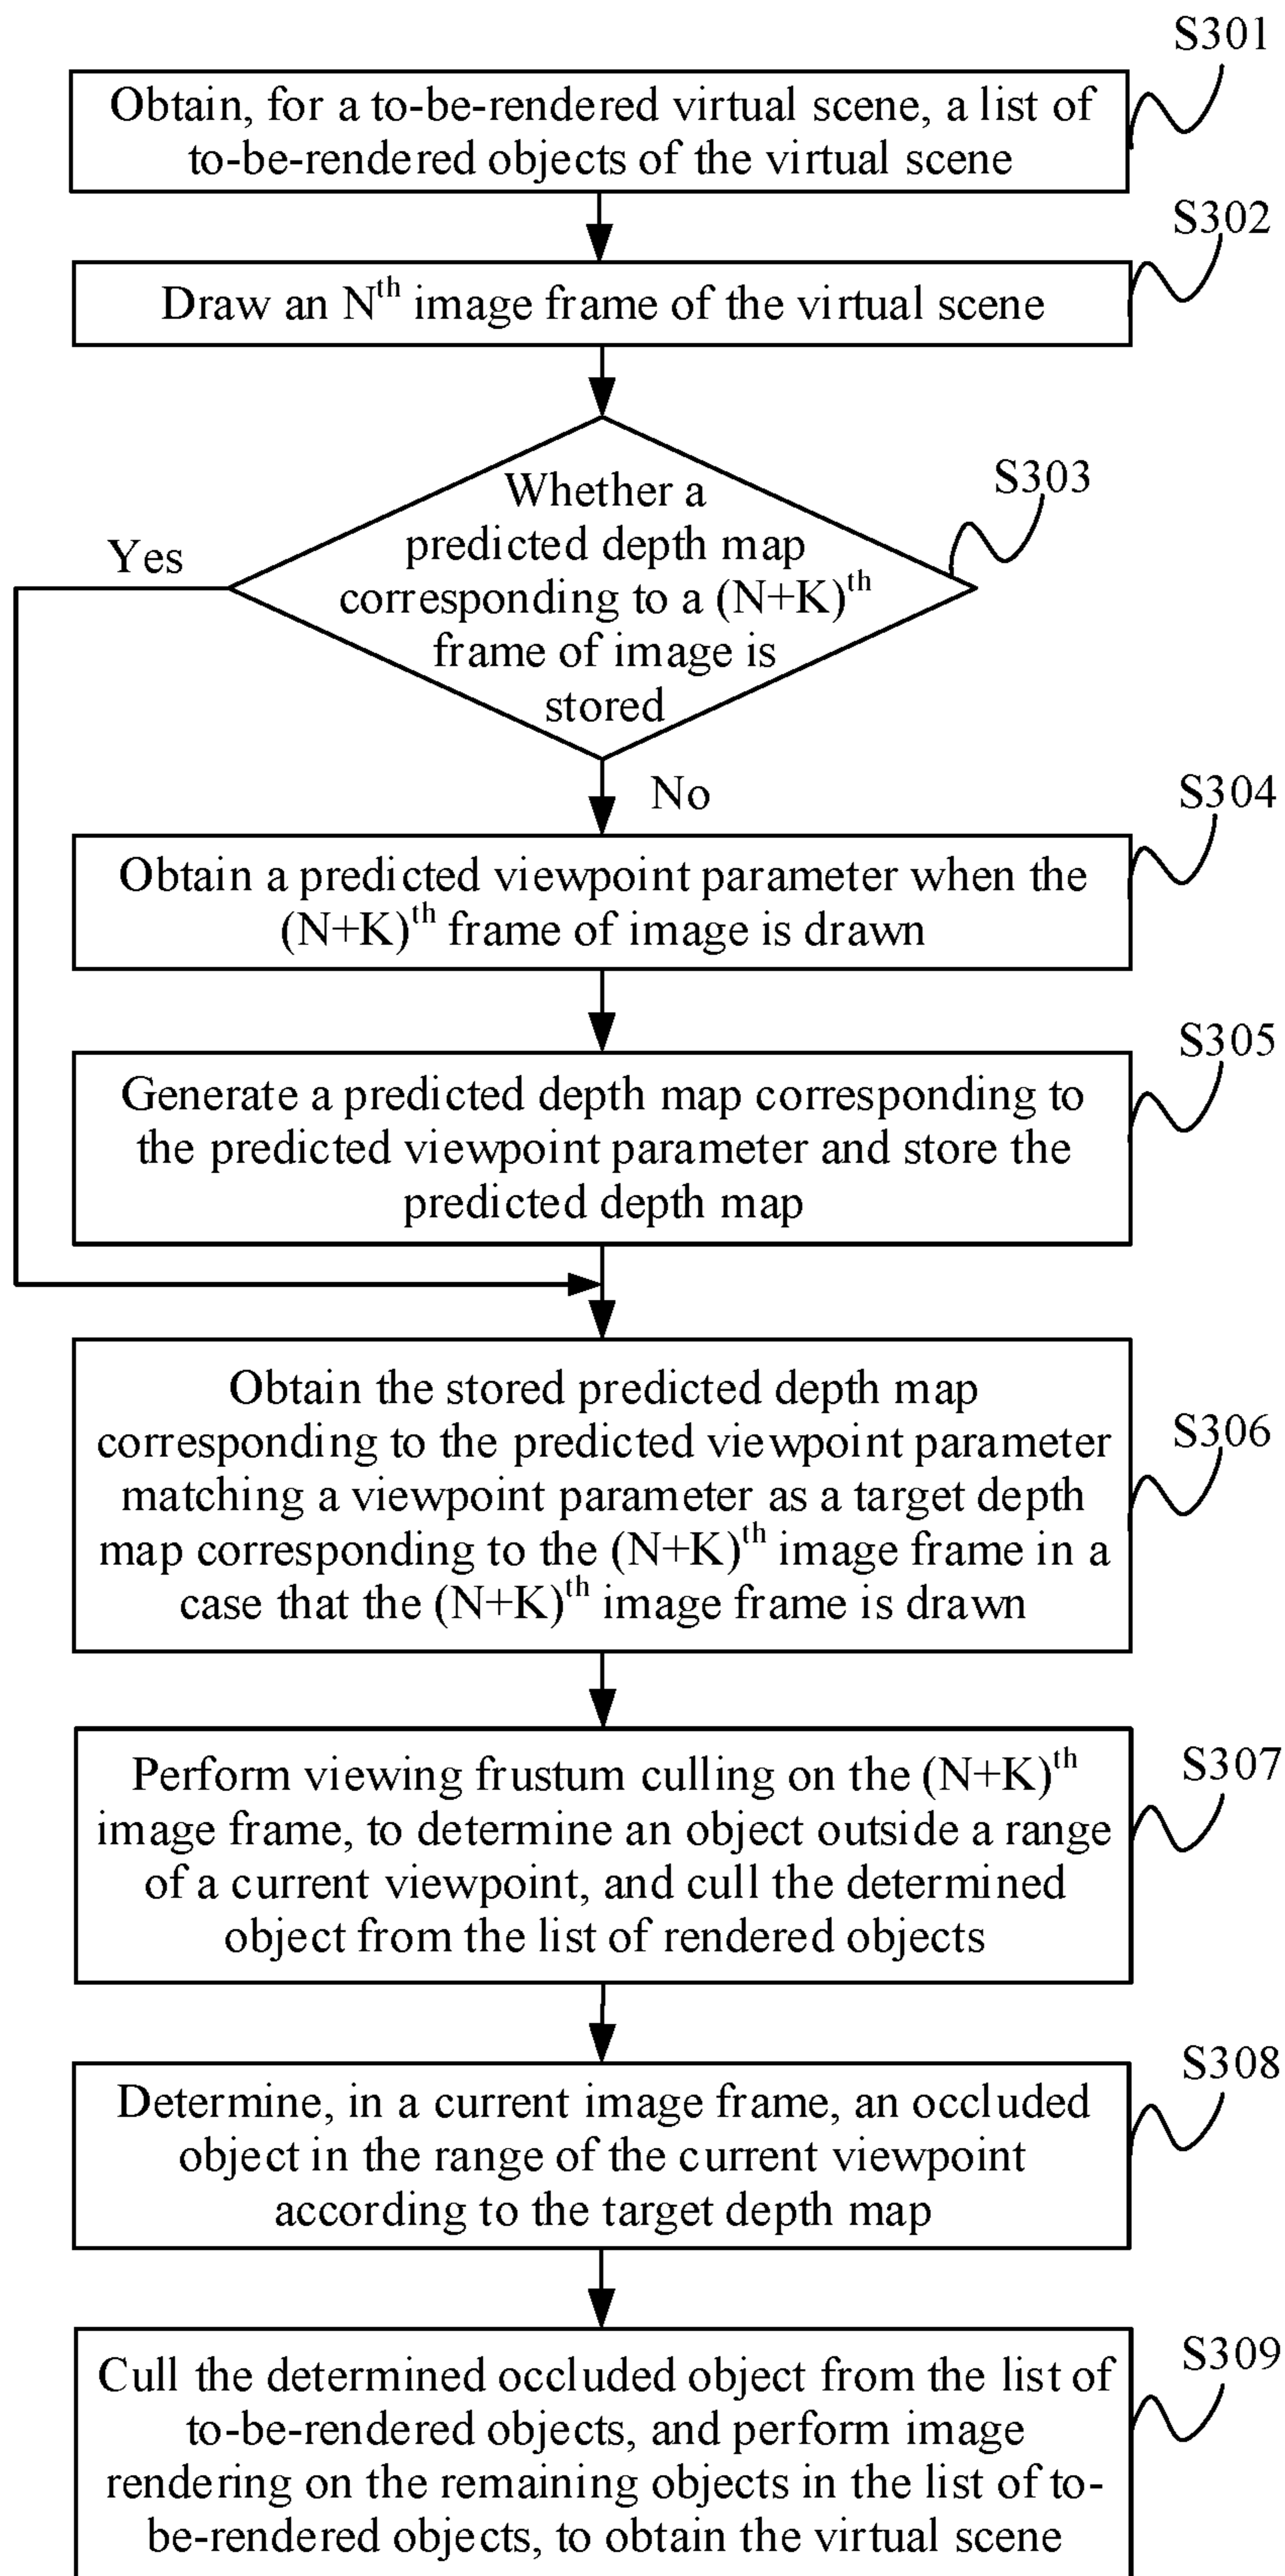 S301
Obtain, for a to-be-rendered virtual scene, a list of
to-be-rendered objects of the virtual scene
S302
Draw an Nth image frame of the virtual scene
S303
Whether a
predicted depth map
corresponding to a (N+K)th
frame of image is
stored
Yes
No
S304
Obtain a predicted viewpoint parameter when the
(N+K)th frame of image is drawn
S305
Generate a predicted depth map corresponding to
the predicted viewpoint parameter and store the
predicted depth map
S306
Obtain the stored predicted depth map
corresponding to the predicted viewpoint parameter
matching a viewpoint parameter as a target depth
map corresponding to the (N+K)th image frame in a
case that the (N+K)th image frame is drawn
S307
Perform viewing frustum culling on the (N+K)th
image frame, to determine an object outside a range
of a current viewpoint, and cull the determined
object from the list of rendered objects
S308
Determine, in a current image frame, an occluded
object in the range of the current viewpoint
according to the target depth map
S309
Cull the determined occluded object from the list of
to-be-rendered objects, and perform image
rendering on the remaining objects in the list of to-
be-rendered objects, to obtain the virtual scene